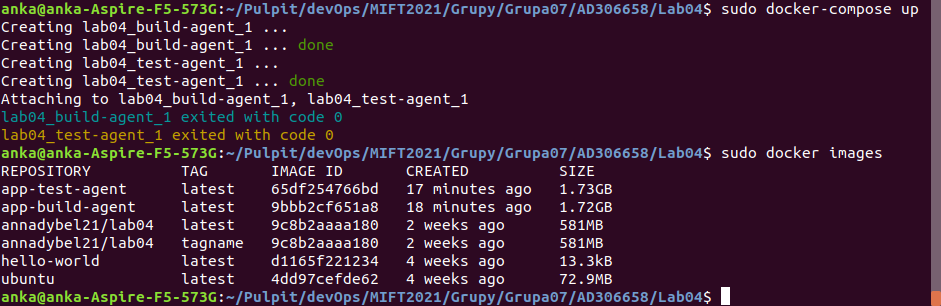 anka@anka-Aspire-F5-573G:~/Pulpit/devOps/MIFT2021/Grupy/Grupa07/AD306658/Lab04$ sudo docker-compose up
Creating lab04_build-agent_1 ...
Creating lab04_build-agent_1 ... done
Creating lab04_test-agent_1 ...
Creating lab04_test-agent_1 ... done
Attaching to lab04_build-agent_1, lab04_test-agent_1
lab04_build-agent_1 exited with code 0
lab04_test-agent_1 exited with code 0
anka@anka-Aspire-F5-573G:~/Pulpit/devOps/MIFT2021/Grupy/Grupa07/AD306658/Lab04$ sudo docker images
REPOSITORY TAG IMAGE ID CREATED SIZE
app-test-agent latest 65df254766bd 17 minutes ago 1.73GB
app-build-agent latest 9bbb2cf651a8 18 minutes ago 1.72GB
annadybel21/lab04 latest 9c8b2aaaa180 2 weeks ago 581MB
annadybel21/lab04 tagname 9c8b2aaaa180 2 weeks ago 581MB
hello-world latest d1165f221234 4 weeks ago 13.3kB
ubuntu latest 4dd97cefde62 4 weeks ago 72.9MB
anka@anka-Aspire-F5-573G:~/Pulpit/devOps/MIFT2021/Grupy/Grupa07/AD306658/Lab04$